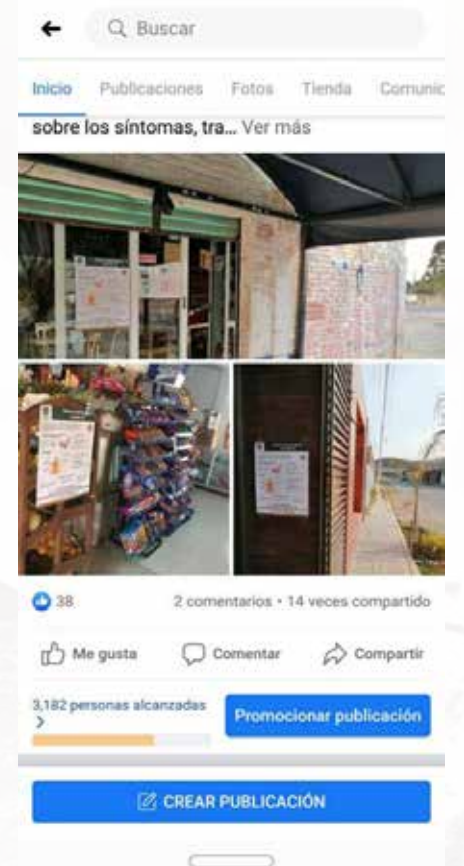 Buscar
Inicio Publicaciones Fotos Tienda Comunic
sobre los síntomas, tra... Ver más
38 2 comentarios • 14 veces compartido
Me gusta Comentar Compartir
3,182 personas alcanzadas
Promocionar publicación
CREAR PUBLICACIÓN